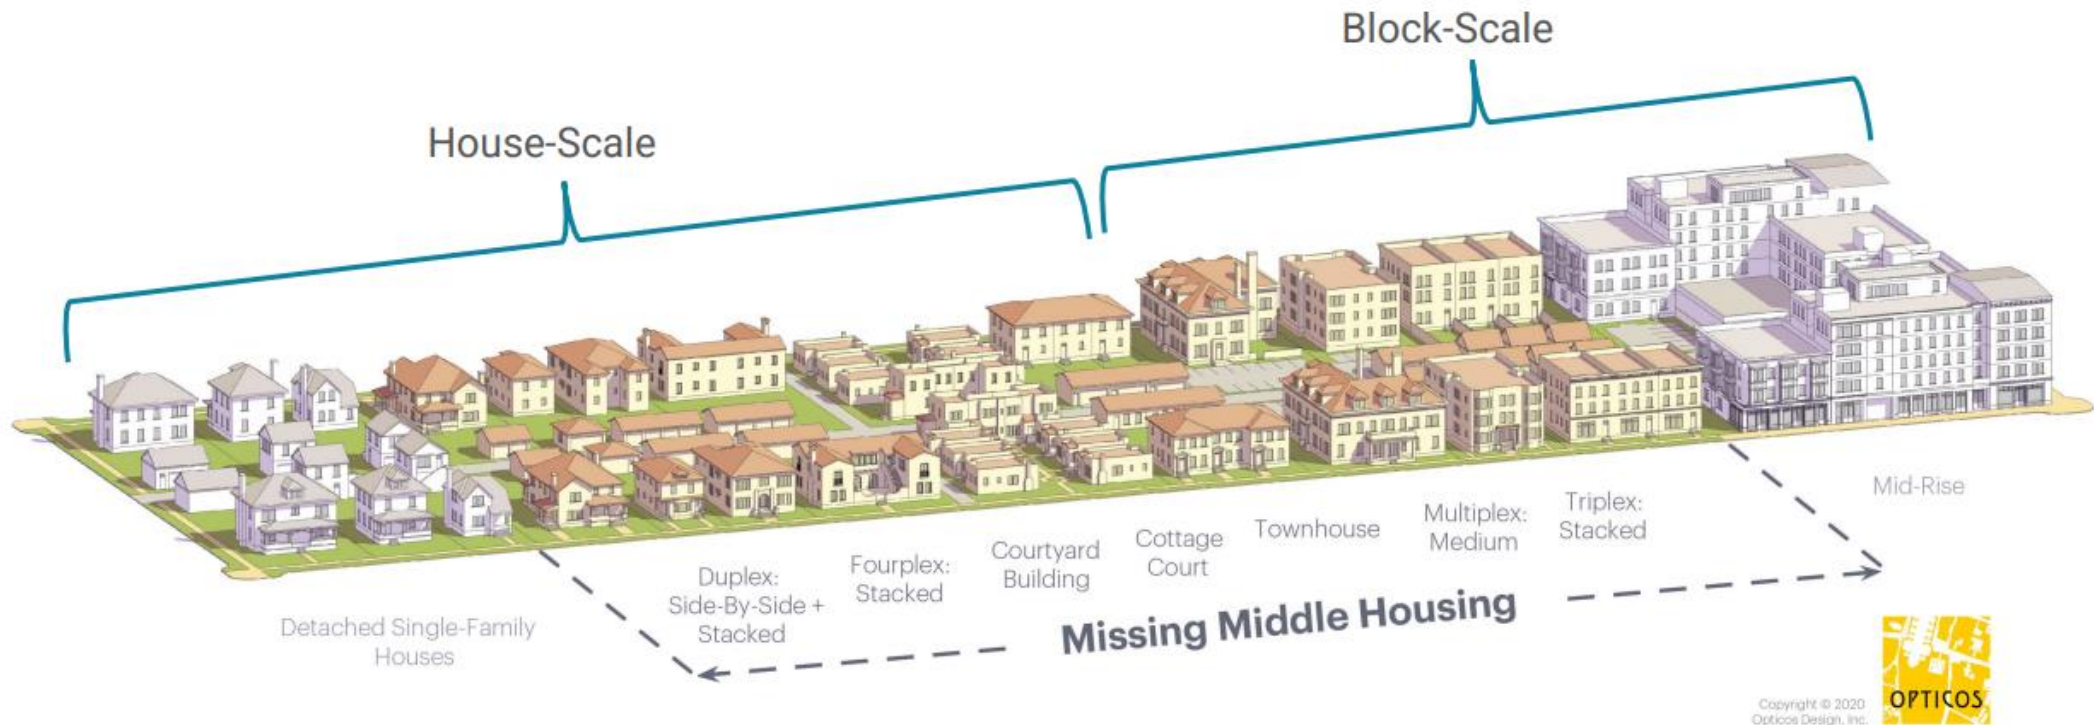 Block-Scale
House-Scale
Detached Single-Family
Houses
Duplex:
Side-By-Side +
Stacked
Fourplex:
Stacked
Courtyard
Building
Cottage
Court
Townhouse
Multiplex:
Medium
Triplex:
Stacked
Mid-Rise
Missing Middle Housing
Copyright © 2020
Opticos Design, Inc.
OPTICOS